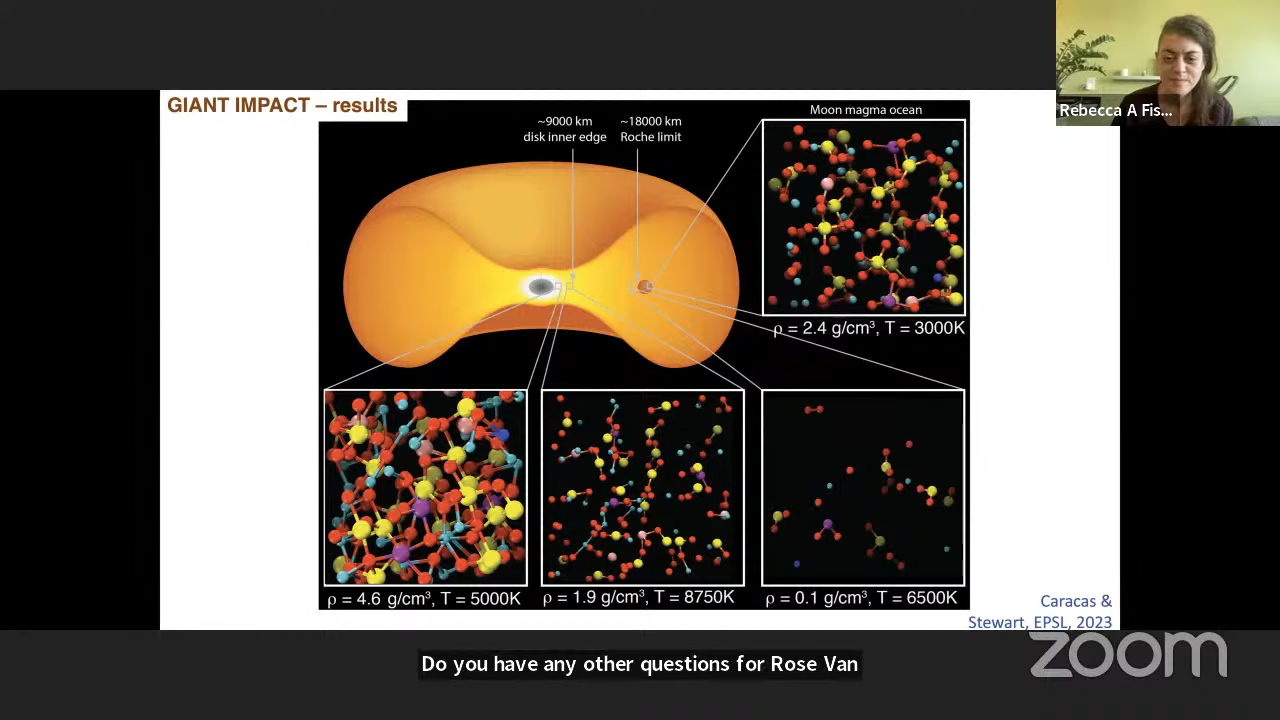 GIANT IMPACT – results
~9000 km
disk inner edge
~18000 km
Roche limit
Moon magma ocean
Rebecca A Fis...
ρ = 2.4 g/cm³, T = 3000K
ρ = 4.6 g/cm³, T = 5000K
ρ = 1.9 g/cm³, T = 8750K
ρ = 0.1 g/cm³, T = 6500K
Caracas &
Stewart, EPSL, 2023
Do you have any other questions for Rose Van
zoom